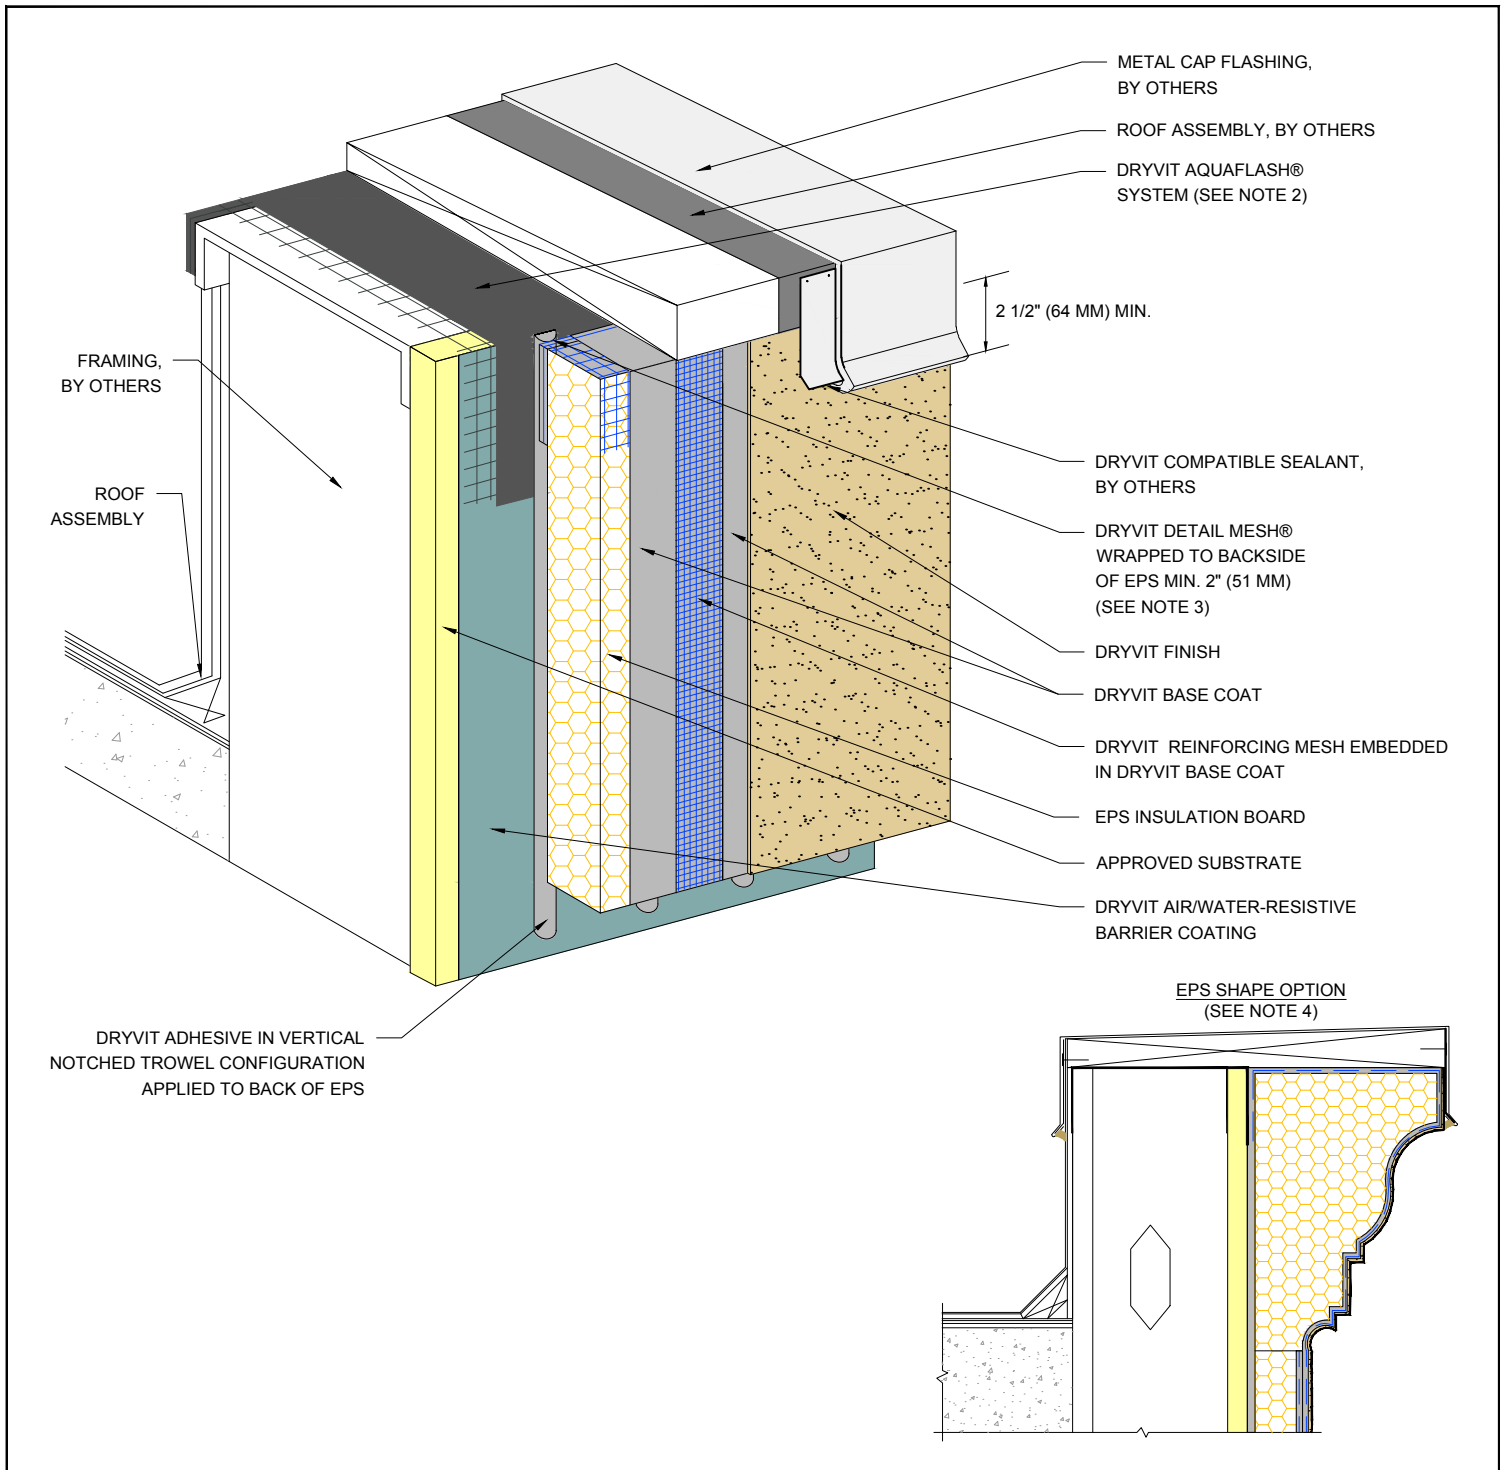 METAL CAP FLASHING,
BY OTHERS
ROOF ASSEMBLY, BY OTHERS
DRYVIT AQUAFLASH®
SYSTEM (SEE NOTE 2)
2 1/2" (64 MM) MIN.
FRAMING,
BY OTHERS
ROOF
ASSEMBLY
DRYVIT COMPATIBLE SEALANT,
BY OTHERS
DRYVIT DETAIL MESH®
WRAPPED TO BACKSIDE
OF EPS MIN. 2" (51 MM)
(SEE NOTE 3)
DRYVIT FINISH
DRYVIT BASE COAT
DRYVIT REINFORCING MESH EMBEDDED
IN DRYVIT BASE COAT
EPS INSULATION BOARD
APPROVED SUBSTRATE
DRYVIT AIR/WATER-RESISTIVE
BARRIER COATING
DRYVIT ADHESIVE IN VERTICAL
NOTCHED TROWEL CONFIGURATION
APPLIED TO BACK OF EPS
EPS SHAPE OPTION
(SEE NOTE 4)